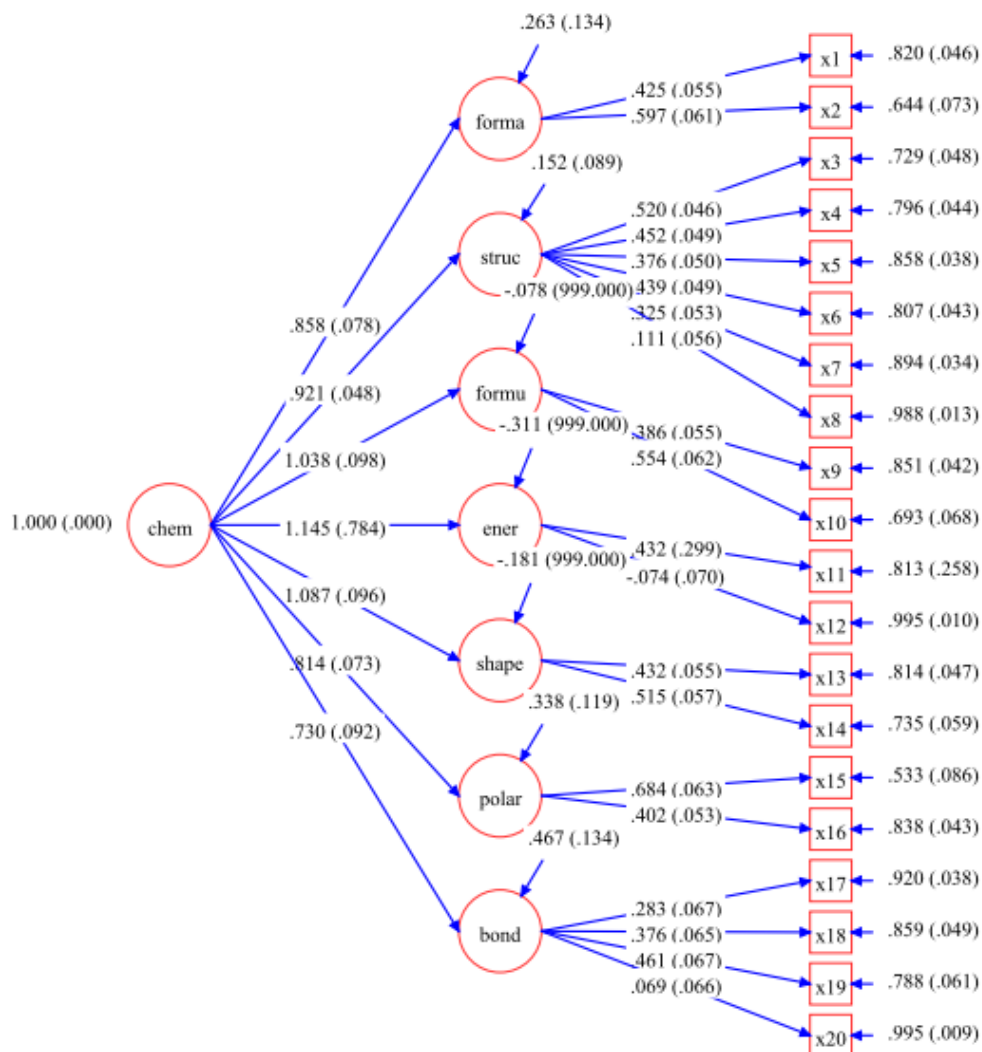 .263 (.134)
x1
.820 (.046)
.425 (.055)
.597 (.061)
x2
.644 (.073)
forma
x3
.729 (.048)
.152 (.089)
.520 (.046)
x4
.796 (.044)
.452 (.049)
struc
.376 (.050)
x5
.858 (.038)
-.078 (999.000)
.439 (.049)
.325 (.053)
x6
.807 (.043)
.858 (.078)
.111 (.056)
x7
.894 (.034)
.921 (.048)
formu
x8
.988 (.013)
-.311 (999.000)
.386 (.055)
1.038 (.098)
.554 (.062)
x9
.851 (.042)
1.000 (.000)
chem
1.145 (.784)
ener
x10
.693 (.068)
-.181 (999.000)
.432 (.299)
-.074 (.070)
x11
.813 (.258)
1.087 (.096)
x12
.995 (.010)
.814 (.073)
shape
.432 (.055)
x13
.814 (.047)
.338 (.119)
.515 (.057)
x14
.735 (.059)
.730 (.092)
polar
.684 (.063)
x15
.533 (.086)
.402 (.053)
x16
.838 (.043)
.467 (.134)
x17
.920 (.038)
.283 (.067)
bond
.376 (.065)
x18
.859 (.049)
.461 (.067)
.069 (.066)
x19
.788 (.061)
x20
.995 (.009)